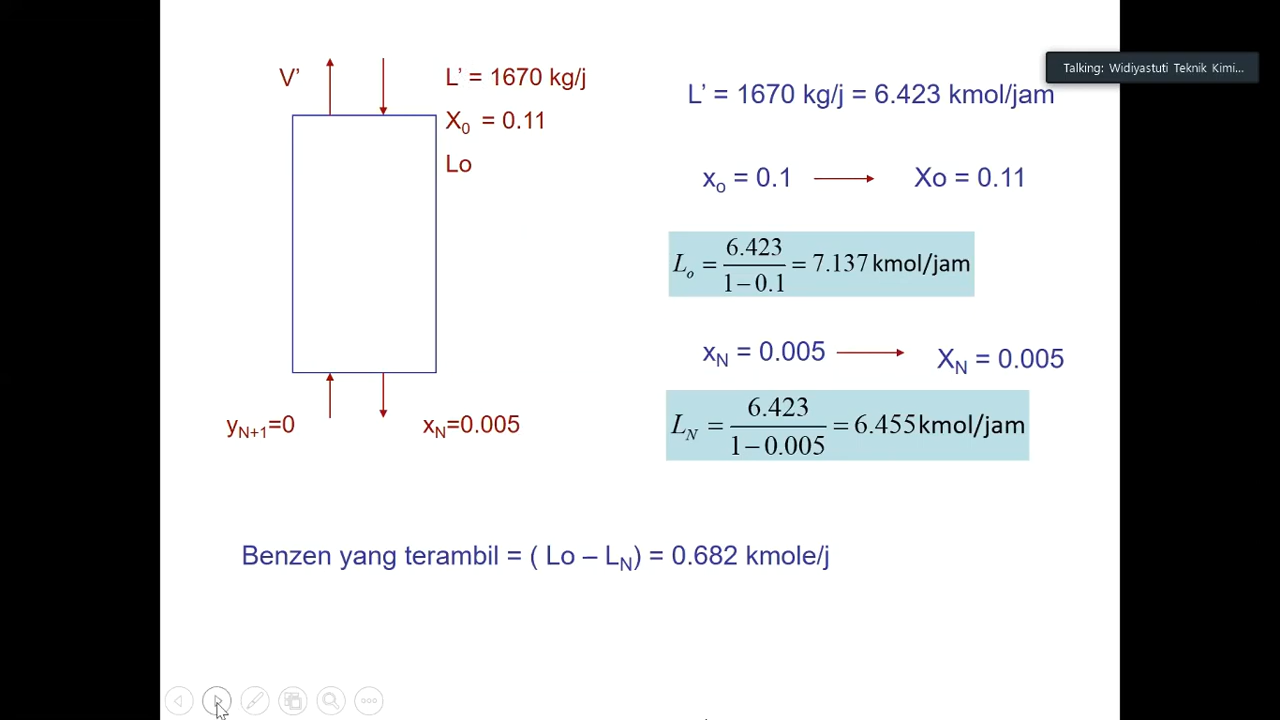 Talking: Widiyastuti Teknik Kimi...
V’
L’ = 1670 kg/j
X₀ = 0.11
Lo
yN+1=0
xN=0.005
L’ = 1670 kg/j = 6.423 kmol/jam
xo = 0.1 → Xo = 0.11
Lo = 6.423 / 1 – 0.1 = 7.137 kmol/jam
xN = 0.005 → XN = 0.005
LN = 6.423 / 1 – 0.005 = 6.455 kmol/jam
Benzen yang terambil = ( Lo – LN) = 0.682 kmole/j